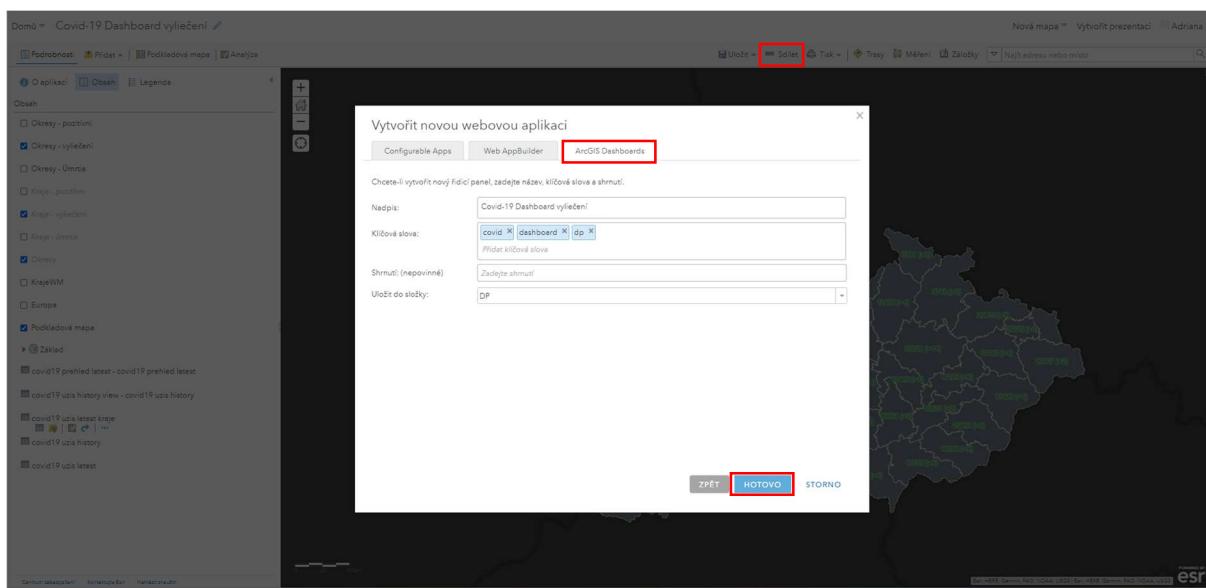 Domů Covid-19 Dashboard vyliečení
Nová mapa Vytvořit prezentaci Adriana
Podrobnosti Přidat Podkladová mapa Analýza
Uložit Sdílet Tisk Trasy Měření Záložky Najít adresu nebo místo
O aplikaci Obsah Legenda
Obsah
Okresy - pozitivní
Okresy - vyliečení
Okresy - Úmrtia
Kraje - pozitivní
Kraje - vyliečení
Kraje - úmrtia
Okresy
KrajeWM
Europe
Podkladová mapa
Základ
covid19 prehled latest - covid19 prehled latest
covid19 uzis history view - covid19 uzis history
covid19 uzis latest kraje
covid19 uzis history
covid19 uzis latest
Vytvořit novou webovou aplikaci
Configurable Apps Web AppBuilder ArcGIS Dashboards
Chcete-li vytvořit nový řídicí panel, zadejte název, klíčová slova a shrnutí.
Nadpis: Covid-19 Dashboard vyliečení
Klíčová slova: covid × dashboard × dp ×
Přidat klíčová slova
Shrnutí: (nepovinné) Zadejte shrnutí
Uložit do složky: DP
ZPĚT HOTOVO STORNO
esri